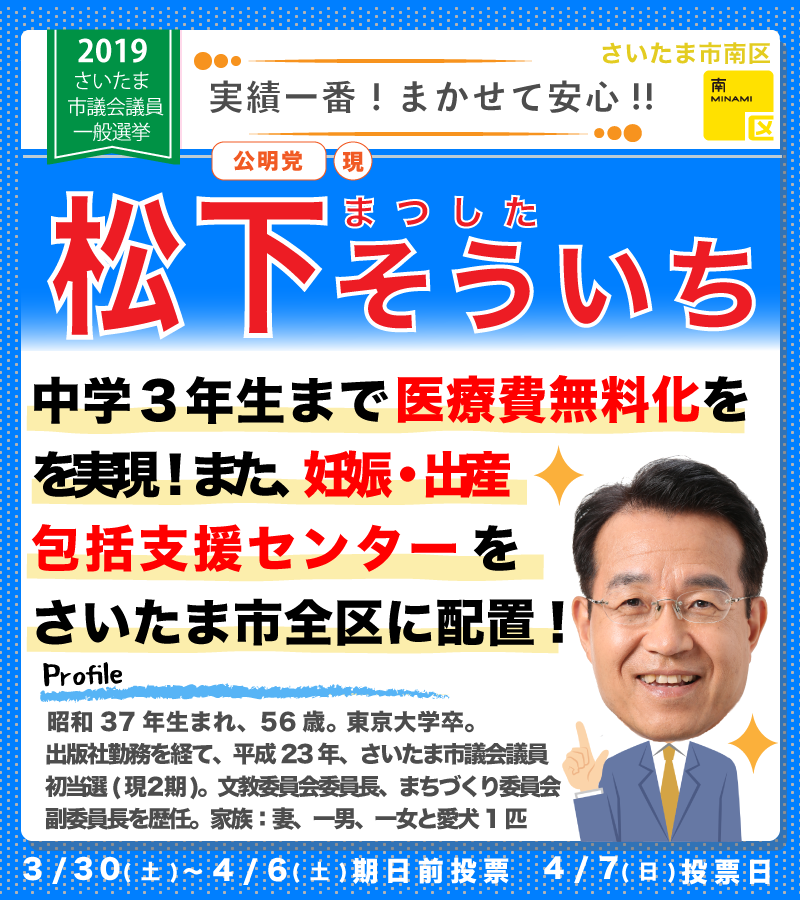 2019
さいたま
市議会議員
一般選挙
実績一番！まかせて安心!!
さいたま市南区
南
MINAMI
区
公明党 現
まつした
松下そういち
中学３年生まで医療費無料化を
を実現！また、妊娠・出産
包括支援センターを
さいたま市全区に配置！
Profile
昭和 37 年生まれ、56 歳。東京大学卒。
出版社勤務を経て、平成 23 年、さいたま市議会議員
初当選 ( 現２期 )。文教委員会委員長、まちづくり委員会
副委員長を歴任。家族：妻、一男、一女と愛犬 1 匹
3/30(土)~4/6(土)期日前投票 4/7(日)投票日